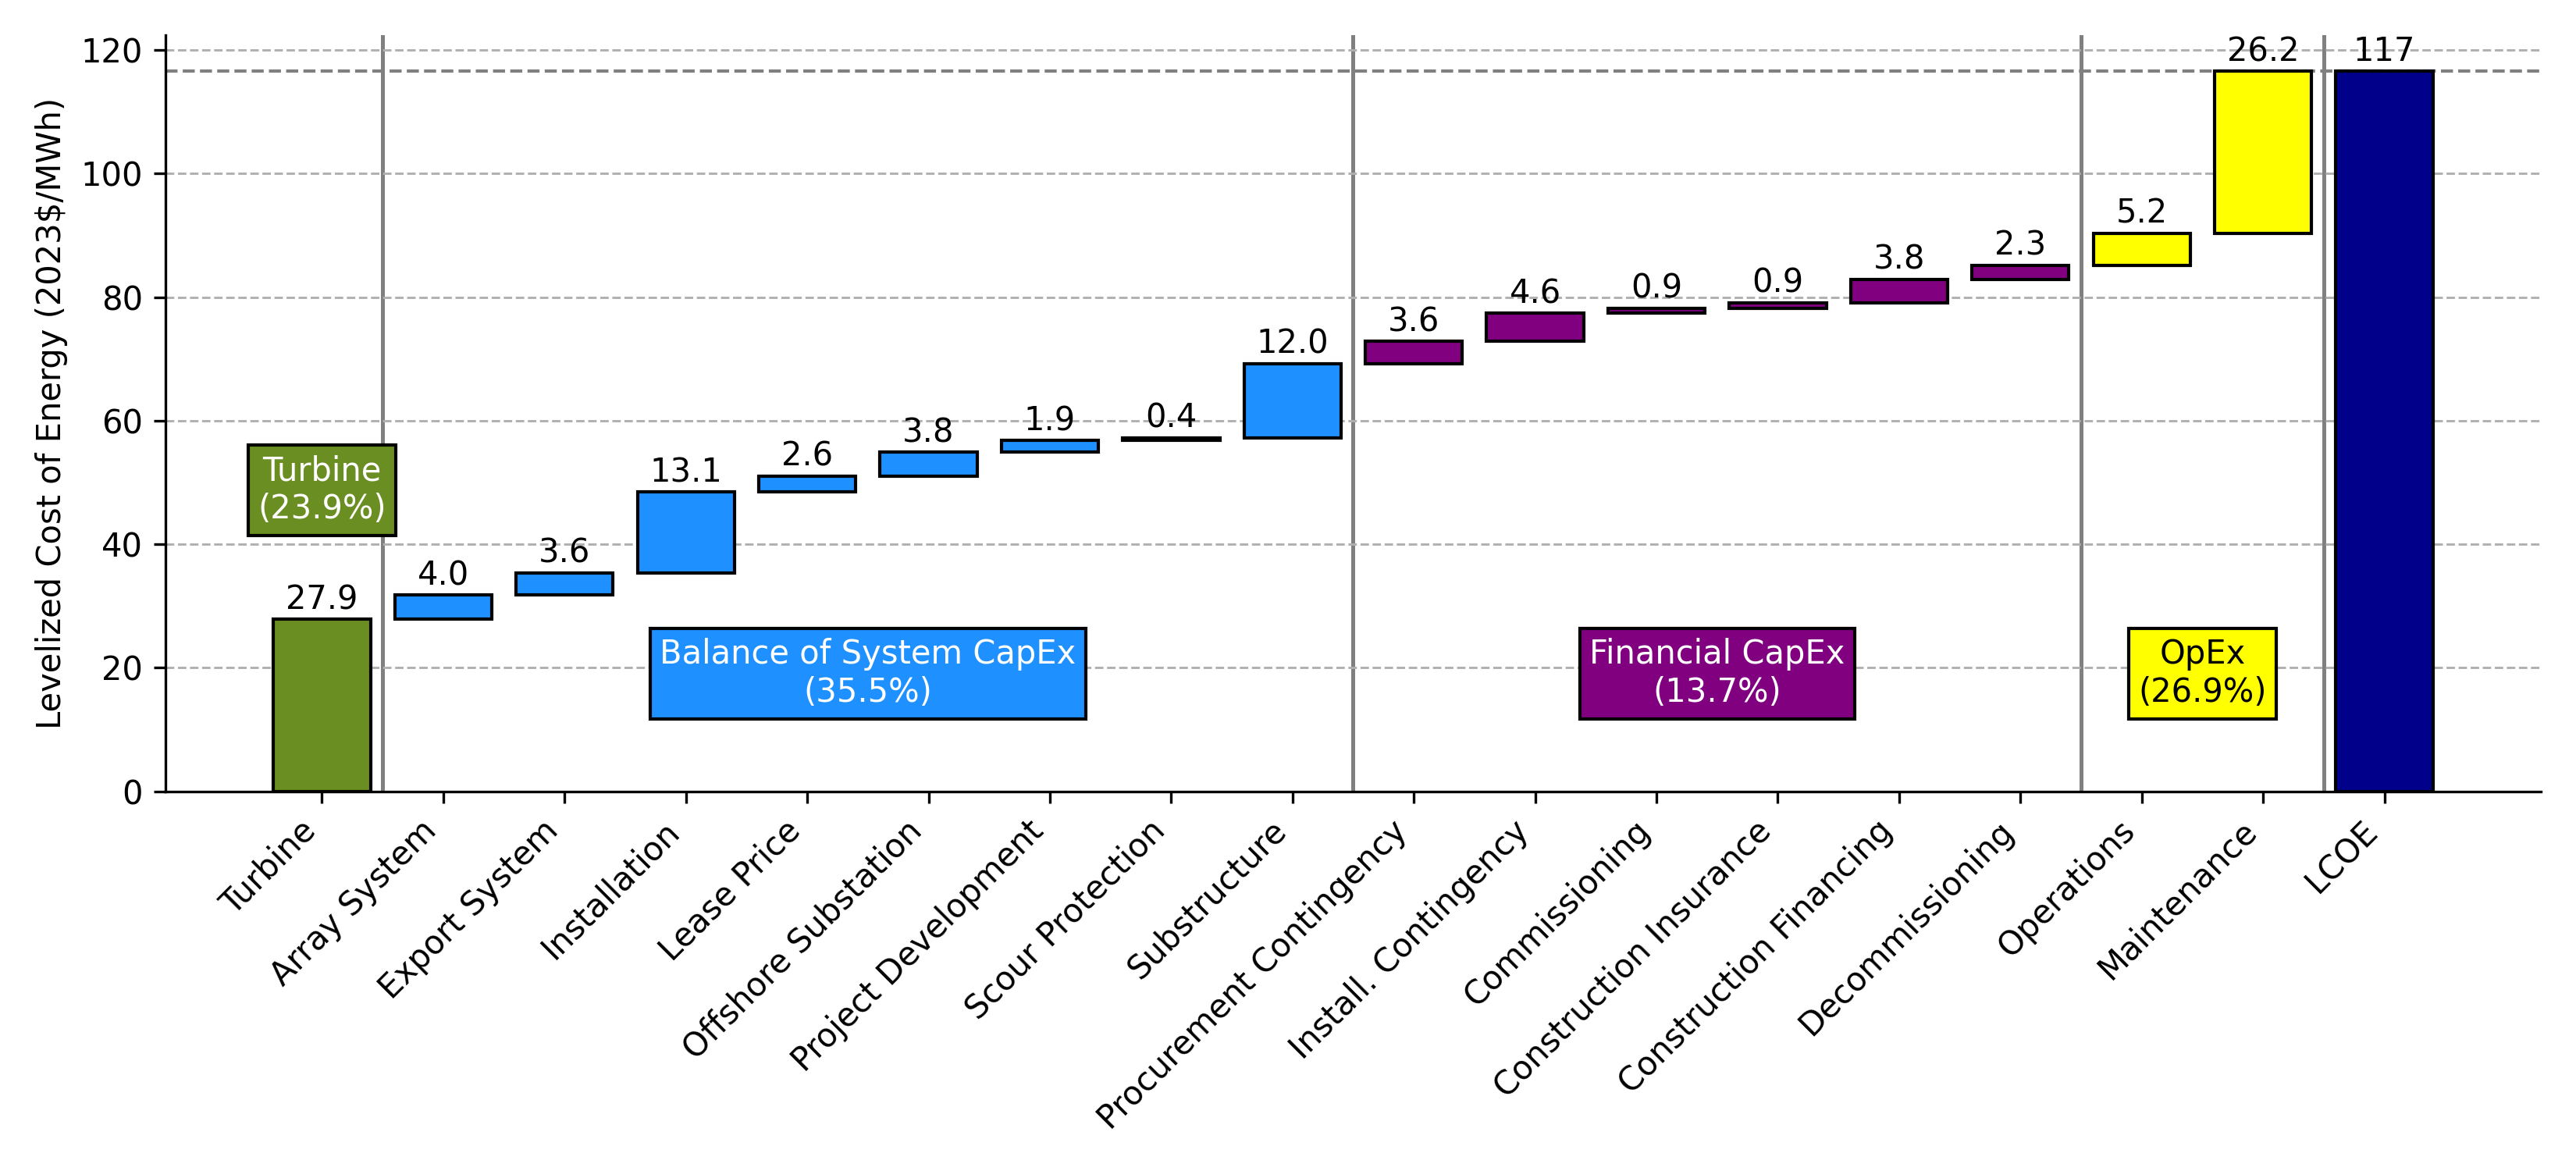 Levelized Cost of Energy (2023$/MWh)
120
100
80
60
40
20
0
27.9
4.0
3.6
13.1
2.6
3.8
1.9
0.4
12.0
3.6
4.6
0.9
0.9
3.8
2.3
5.2
26.2
117
Turbine
(23.9%)
Balance of System CapEx
(35.5%)
Financial CapEx
(13.7%)
OpEx
(26.9%)
Turbine
Array System
Export System
Installation
Lease Price
Offshore Substation
Project Development
Scour Protection
Substructure
Procurement Contingency
Install. Contingency
Commissioning
Construction Insurance
Construction Financing
Decommissioning
Operations
Maintenance
LCOE